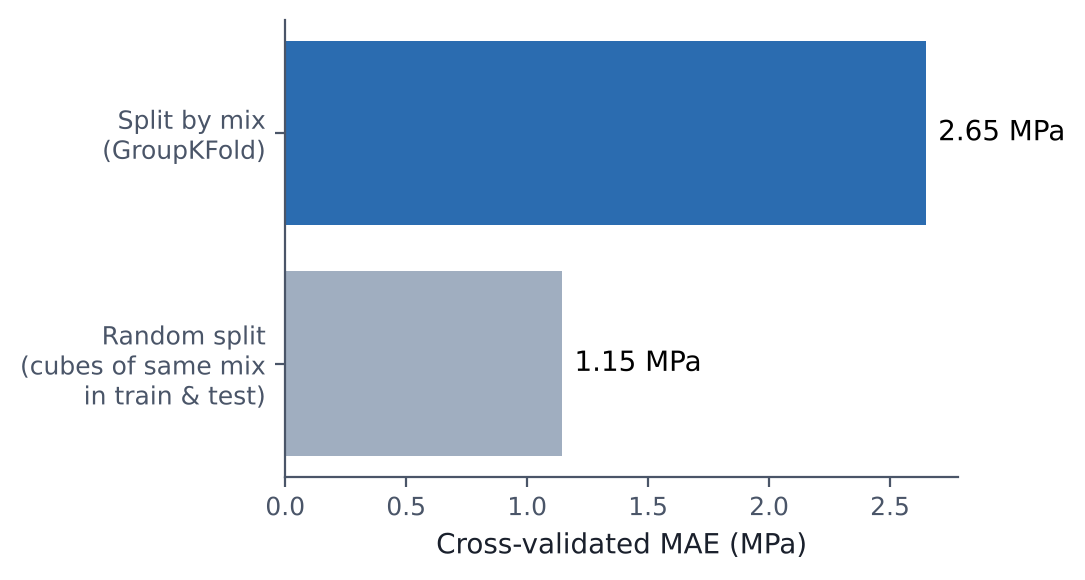 Split by mix
(GroupKFold)
2.65 MPa
Random split
(cubes of same mix
in train & test)
1.15 MPa
0.0 0.5 1.0 1.5 2.0 2.5
Cross-validated MAE (MPa)